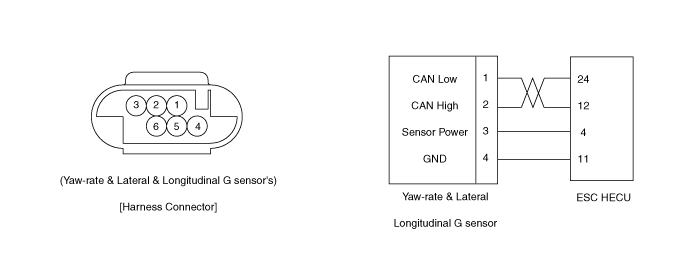 3 2 1
6 5 4
(Yaw-rate & Lateral & Longitudinal G sensor's)
[Harness Connector]
CAN Low 1 24
CAN High 2 12
Sensor Power 3 4
GND 4 11
Yaw-rate & Lateral
Longitudinal G sensor
ESC HECU